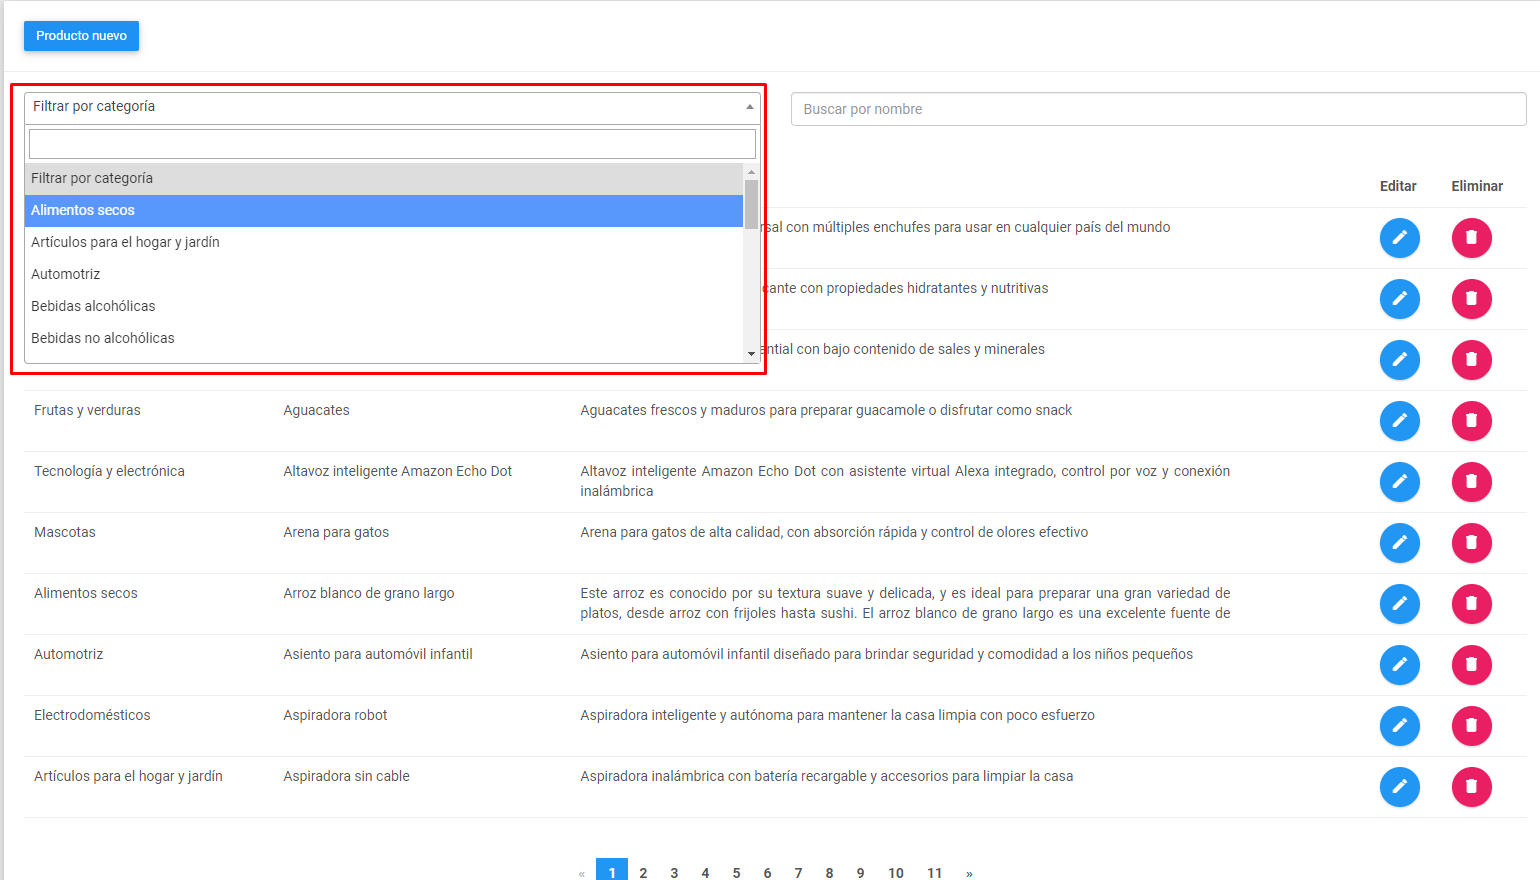 Producto nuevo
Filtrar por categoría
Buscar por nombre
Filtrar por categoría
Alimentos secos
Artículos para el hogar y jardín
Automotriz
Bebidas alcohólicas
Bebidas no alcohólicas
Editar Eliminar
con múltiples enchufes para usar en cualquier país del mundo
con propiedades hidratantes y nutritivas
con bajo contenido de sales y minerales
Frutas y verduras Aguacates Aguacates frescos y maduros para preparar guacamole o disfrutar como snack
Tecnología y electrónica Altavoz inteligente Amazon Echo Dot Altavoz inteligente Amazon Echo Dot con asistente virtual Alexa integrado, control por voz y conexión
inalámbrica
Mascotas Arena para gatos Arena para gatos de alta calidad, con absorción rápida y control de olores efectivo
Alimentos secos Arroz blanco de grano largo Este arroz es conocido por su textura suave y delicada, y es ideal para preparar una gran variedad de
platos, desde arroz con frijoles hasta sushi. El arroz blanco de grano largo es una excelente fuente de
Automotriz Asiento para automóvil infantil Asiento para automóvil infantil diseñado para brindar seguridad y comodidad a los niños pequeños
Electrodomésticos Aspiradora robot Aspiradora inteligente y autónoma para mantener la casa limpia con poco esfuerzo
Artículos para el hogar y jardín Aspiradora sin cable Aspiradora inalámbrica con batería recargable y accesorios para limpiar la casa
« 1 2 3 4 5 6 7 8 9 10 11 »